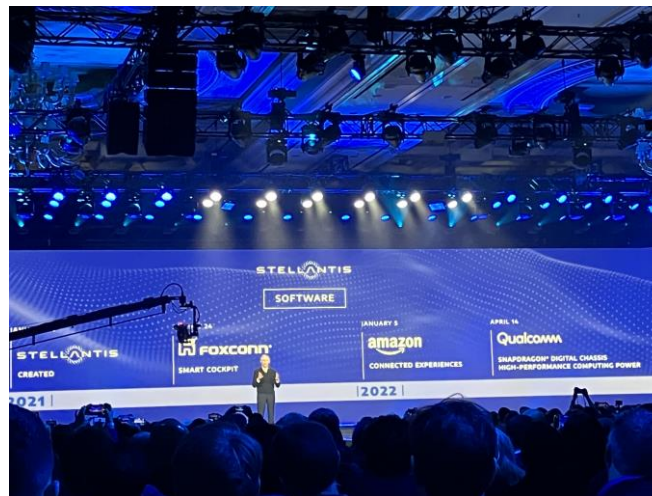 STELLANTIS
SOFTWARE
STELLANTIS
CREATED
24
FOXCONN
SMART COCKPIT
JANUARY 5
amazon
CONNECTED EXPERIENCES
APRIL 14
Qualcomm
SNAPDRAGON® DIGITAL CHASSIS
HIGH-PERFORMANCE COMPUTING POWER
2021
2022